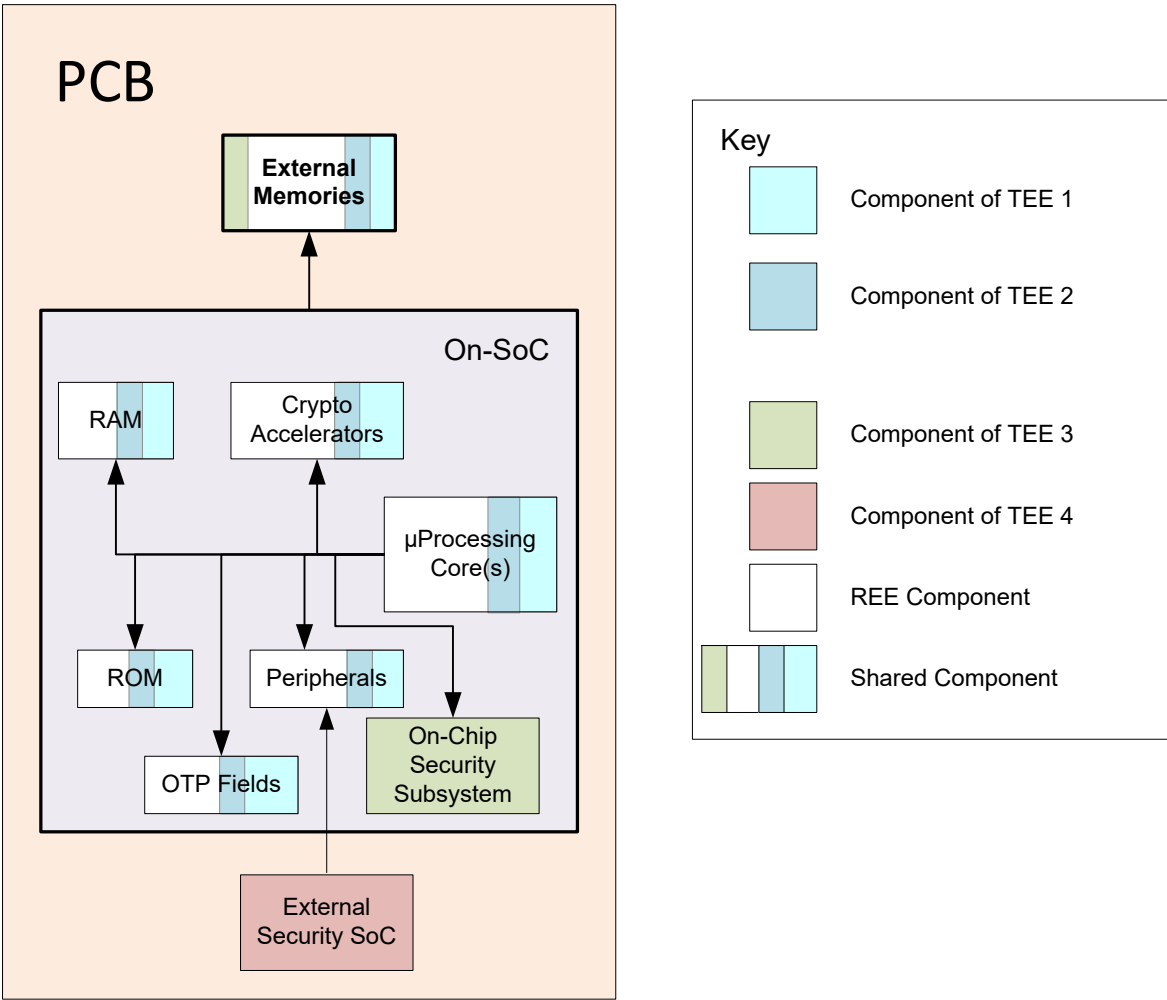 PCB
External
Memories
On-SoC
RAM
Crypto
Accelerators
µProcessing
Core(s)
ROM
Peripherals
On-Chip
Security
Subsystem
OTP Fields
External
Security SoC
Key
Component of TEE 1
Component of TEE 2
Component of TEE 3
Component of TEE 4
REE Component
Shared Component